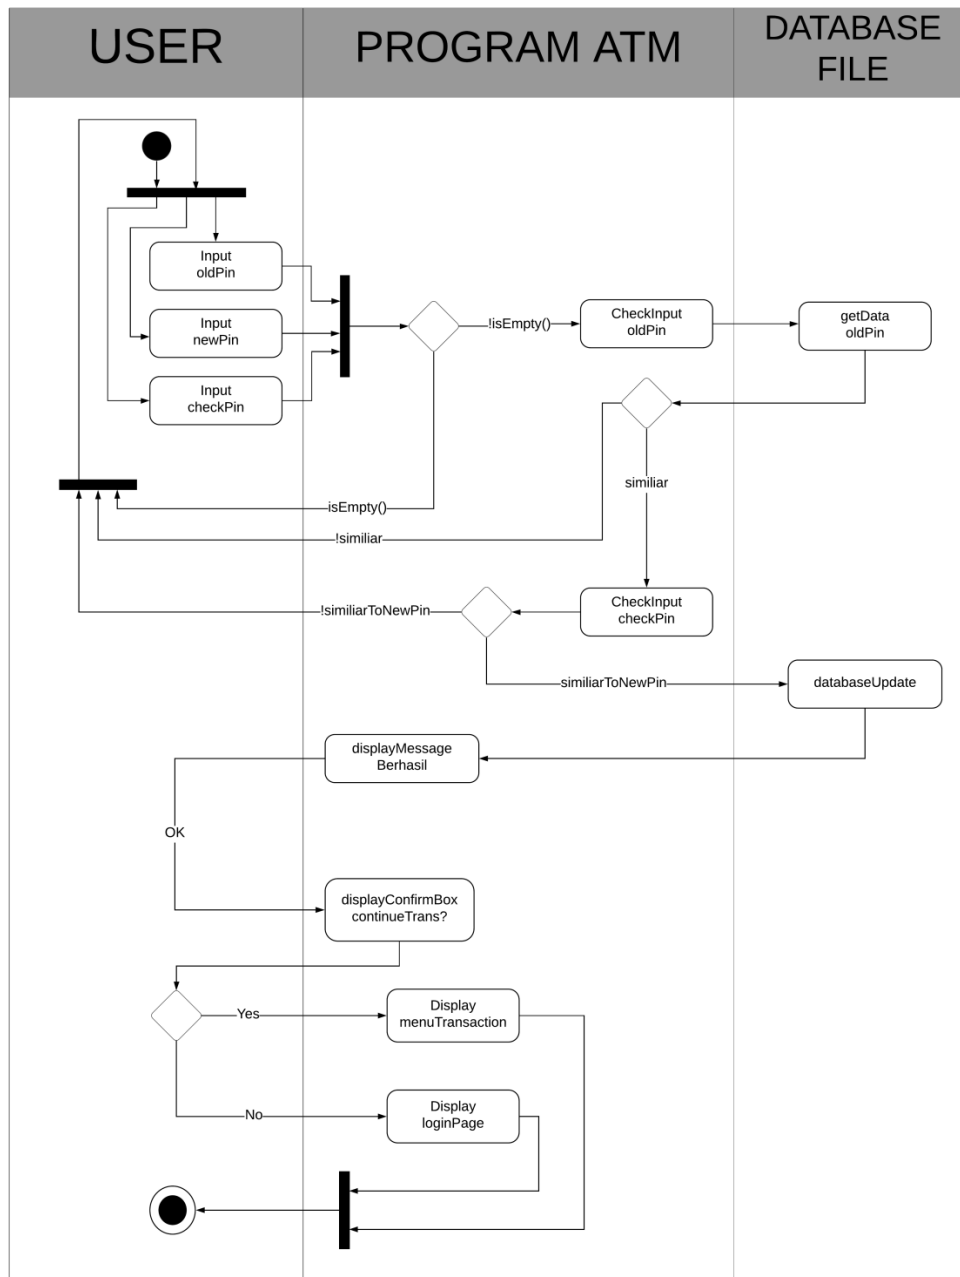 USER
PROGRAM ATM
DATABASE
FILE
Input
oldPin
Input
newPin
Input
checkPin
!isEmpty()
CheckInput
oldPin
getData
oldPin
similiar
isEmpty()
!similiar
CheckInput
checkPin
!similiarToNewPin
similiarToNewPin
databaseUpdate
displayMessage
Berhasil
OK
displayConfirmBox
continueTrans?
Yes
Display
menuTransaction
No
Display
loginPage